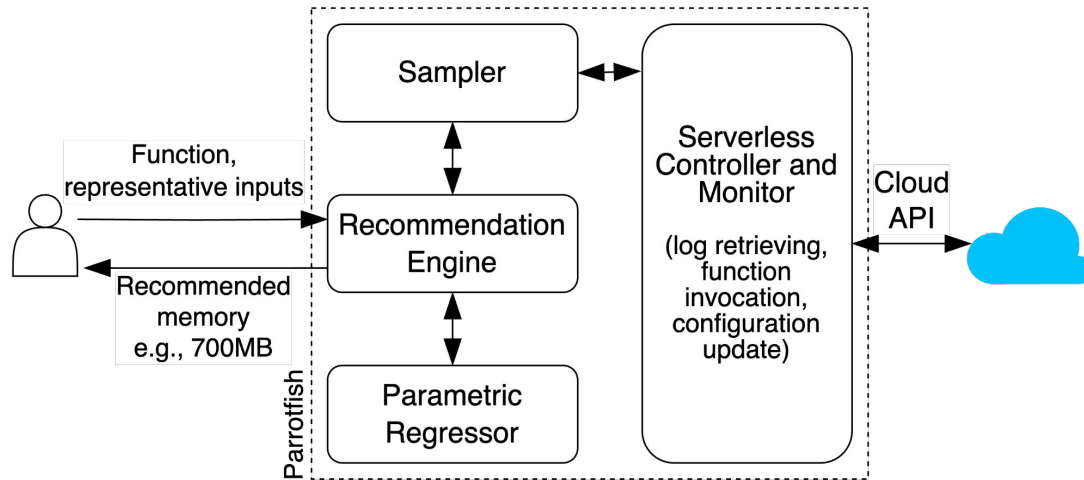 Sampler
Function,
representative inputs
Recommendation
Engine
Recommended
memory
e.g., 700MB
Parametric
Regressor
Parrotfish
Serverless
Controller and
Monitor
(log retrieving,
function
invocation,
configuration
update)
Cloud
API